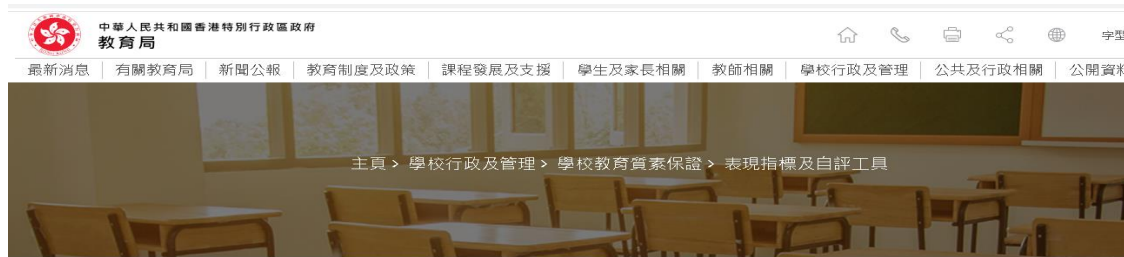 中華人民共和國香港特別行政區政府
教育局
字型
最新消息 有關教育局 新聞公報 教育制度及政策 課程發展及支援 學生及家長相關 教師相關 學校行政及管理 公共及行政相關 公開資料
主頁 > 學校行政及管理 > 學校教育質素保證 > 表現指標及自評工具